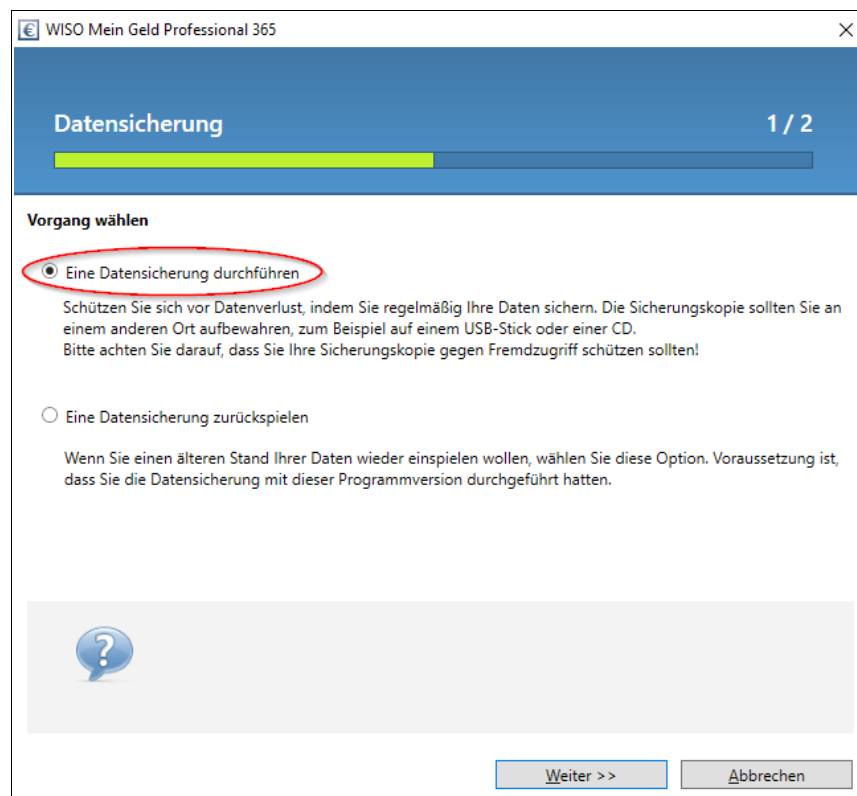 WISO Mein Geld Professional 365
Datensicherung
1 / 2
Vorgang wählen
Eine Datensicherung durchführen
Schützen Sie sich vor Datenverlust, indem Sie regelmäßig Ihre Daten sichern. Die Sicherungskopie sollten Sie an
einem anderen Ort aufbewahren, zum Beispiel auf einem USB-Stick oder einer CD.
Bitte achten Sie darauf, dass Sie Ihre Sicherungskopie gegen Fremdzugriff schützen sollten!
Eine Datensicherung zurückspielen
Wenn Sie einen älteren Stand Ihrer Daten wieder einspielen wollen, wählen Sie diese Option. Voraussetzung ist,
dass Sie die Datensicherung mit dieser Programmversion durchgeführt hatten.
Weiter >>
Abbrechen